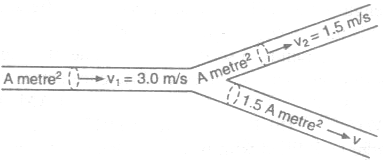 A metre² v₁ = 3.0 m/s
A metre² v₂ = 1.5 m/s
1.5 A metre² v